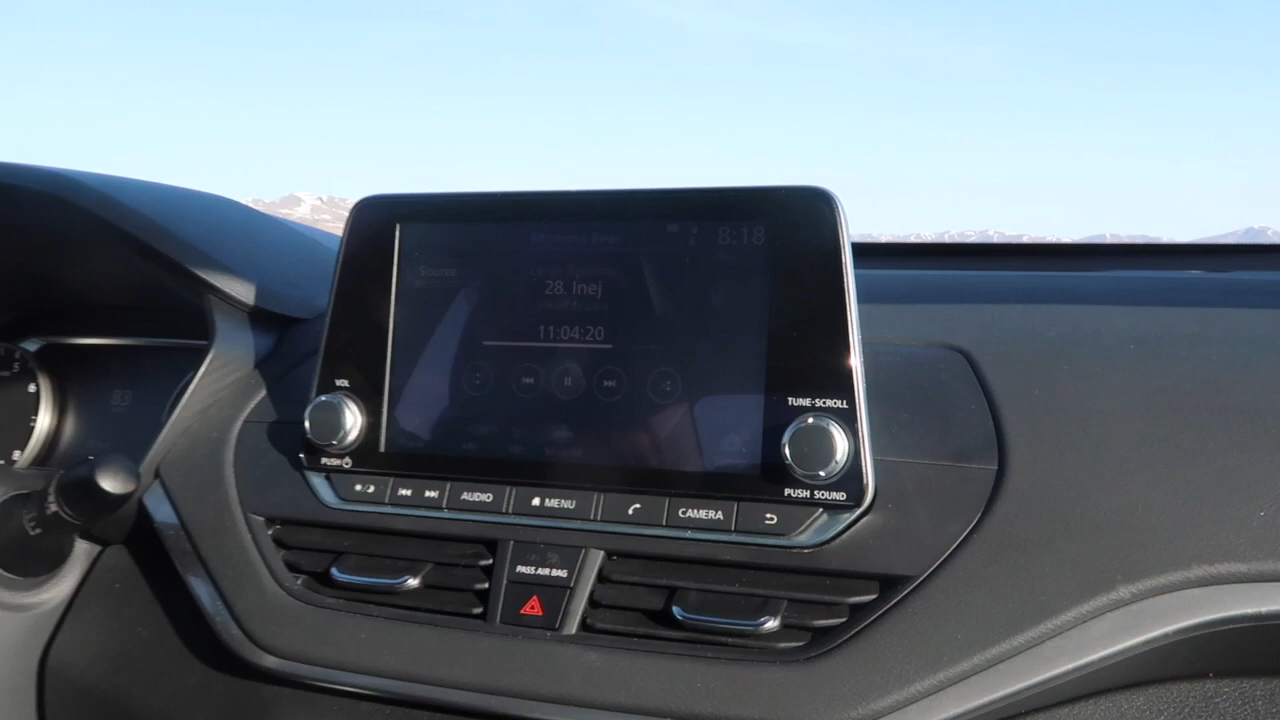 8:18
Source
28. Inej
11:04:20
VOL
PUSH
TUNE·SCROLL
PUSH SOUND
AUDIO
MENU
CAMERA
PASS AIR BAG